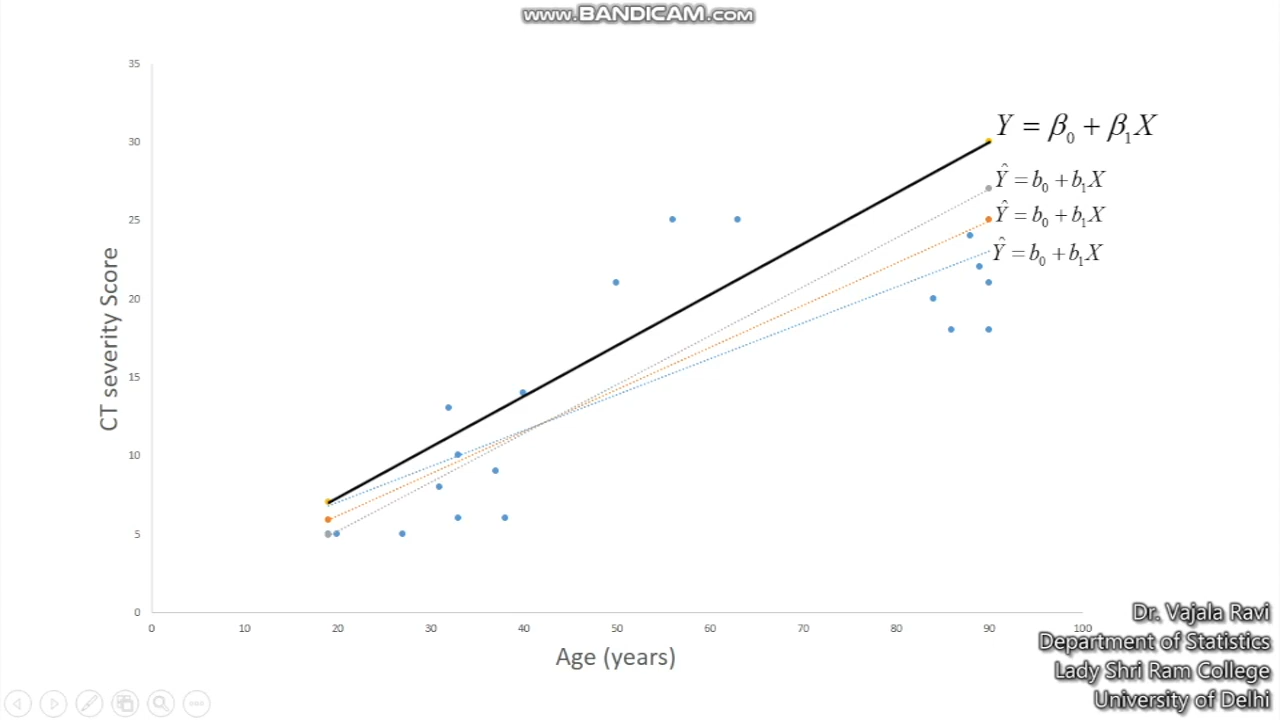 www.BANDICAM.com
35
30
25
20
15
10
5
0
CT severity Score
Y = β₀ + β₁X
Ŷ = b₀ + b₁X
Ŷ = b₀ + b₁X
Ŷ = b₀ + b₁X
0 10 20 30 40 50 60 70 80 90 100
Age (years)
Dr. Vajala Ravi
Department of Statistics
Lady Shri Ram College
University of Delhi